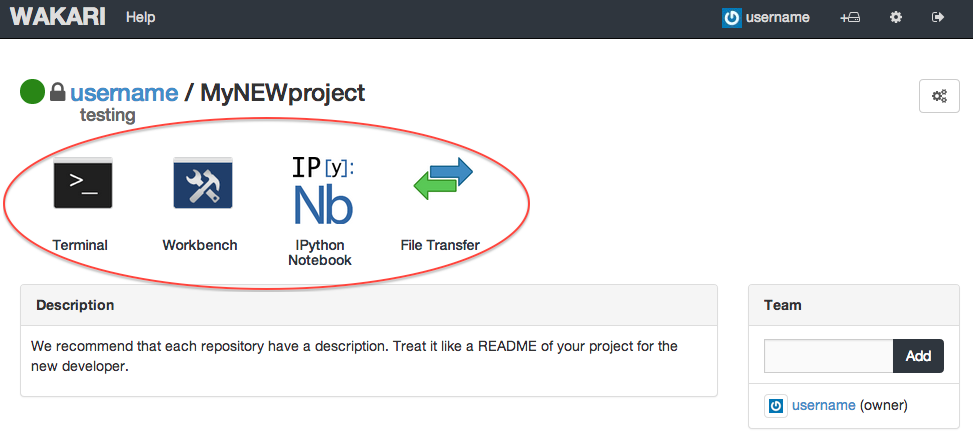 WAKARI Help username
username / MyNEWproject
testing
>_
IP[y]:
Nb
Terminal Workbench IPython Notebook File Transfer
Description
We recommend that each repository have a description. Treat it like a README of your project for the
new developer.
Team
Add
username (owner)